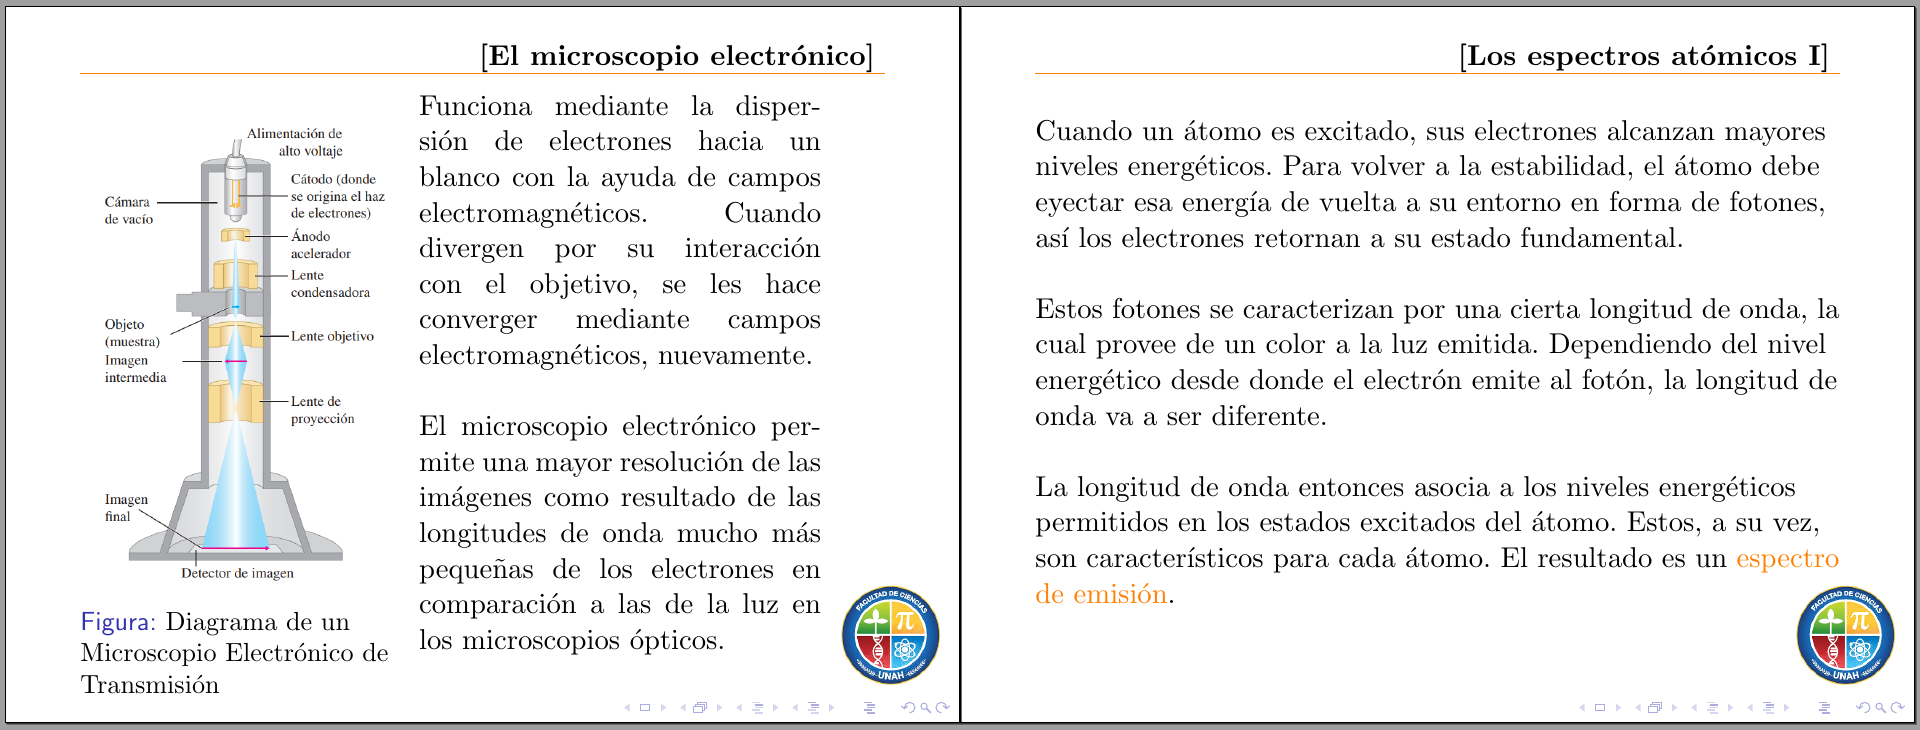 [El microscopio electrónico]
Alimentación de
alto voltaje
Cátodo (donde
se origina el haz
de electrones)
Cámara
de vacío
Ánodo
acelerador
Lente
condensadora
Objeto
(muestra)
Lente objetivo
Imagen
intermedia
Lente de
proyección
Imagen
final
Detector de imagen
Figura: Diagrama de un
Microscopio Electrónico de
Transmisión
Funciona mediante la disper-
sión de electrones hacia un
blanco con la ayuda de campos
electromagnéticos. Cuando
divergen por su interacción
con el objetivo, se les hace
converger mediante campos
electromagnéticos, nuevamente.
El microscopio electrónico per-
mite una mayor resolución de las
imágenes como resultado de las
longitudes de onda mucho más
pequeñas de los electrones en
comparación a las de la luz en
los microscopios ópticos.
FACULTAD DE CIENCIAS
π
UNAH
[Los espectros atómicos I]
Cuando un átomo es excitado, sus electrones alcanzan mayores
niveles energéticos. Para volver a la estabilidad, el átomo debe
eyectar esa energía de vuelta a su entorno en forma de fotones,
así los electrones retornan a su estado fundamental.
Estos fotones se caracterizan por una cierta longitud de onda, la
cual provee de un color a la luz emitida. Dependiendo del nivel
energético desde donde el electrón emite al fotón, la longitud de
onda va a ser diferente.
La longitud de onda entonces asocia a los niveles energéticos
permitidos en los estados excitados del átomo. Estos, a su vez,
son característicos para cada átomo. El resultado es un espectro
de emisión.
FACULTAD DE CIENCIAS
π
UNAH